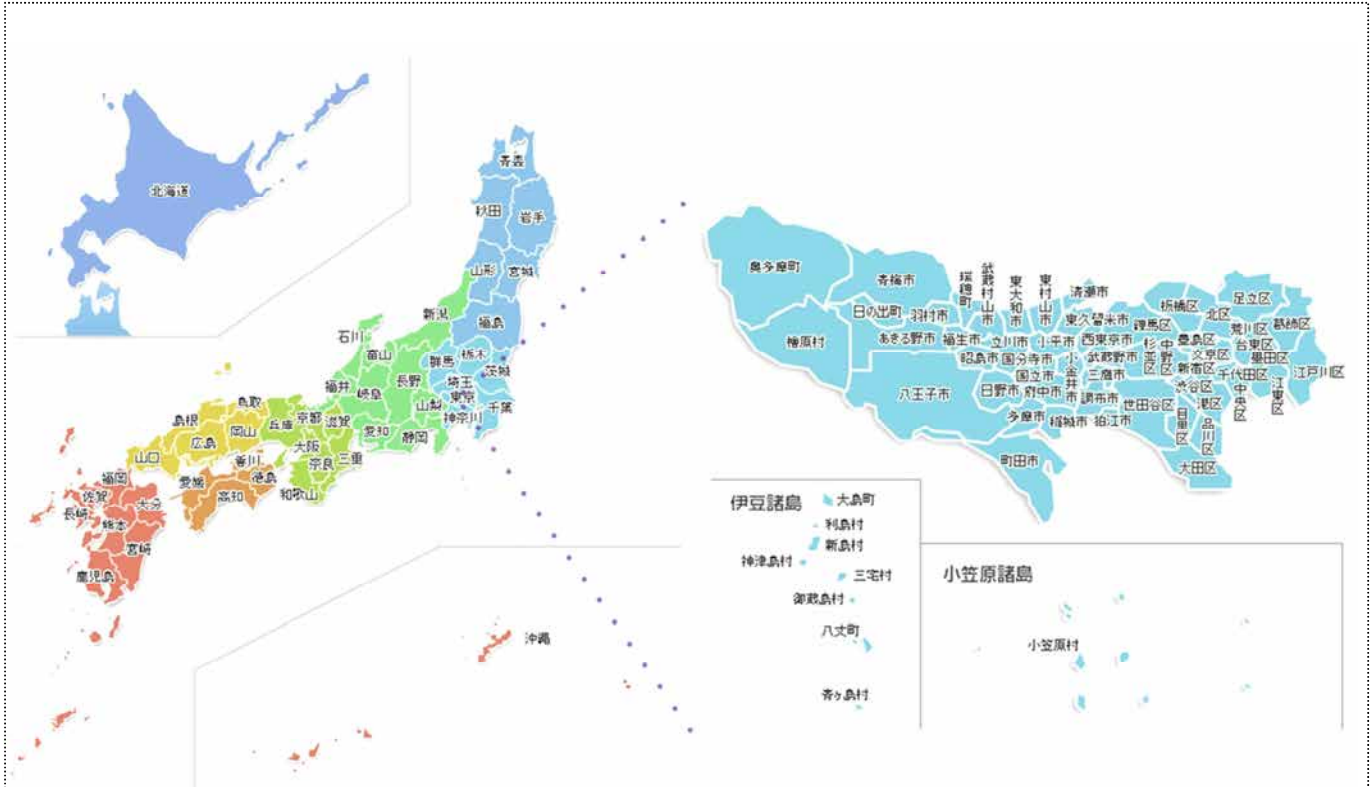 北海道
青森
秋田
岩手
山形
宮城
新潟
福島
石川
富山
群馬
栃木
茨城
福井
岐阜
長野
埼玉
東京
山梨
神奈川
千葉
愛知
静岡
鳥取
島根
岡山
広島
山口
兵庫
京都
滋賀
大阪
奈良
三重
和歌山
香川
徳島
愛媛
高知
福岡
佐賀
長崎
大分
熊本
宮崎
鹿児島
沖縄
奥多摩町
青梅市
瑞穂町
武蔵村山市
東大和市
東村山市
清瀬市
板橋区
北区
足立区
日の出町
羽村市
東久留米市
練馬区
豊島区
荒川区
葛飾区
檜原村
あきる野市
福生市
立川市
小平市
西東京市
杉並区
中野区
文京区
台東区
墨田区
江戸川区
昭島市
国分寺市
小金井市
武蔵野市
新宿区
千代田区
八王子市
日野市
国立市
府中市
三鷹市
調布市
世田谷区
渋谷区
港区
中央区
江東区
多摩市
稲城市
狛江市
目黒区
品川区
町田市
大田区
伊豆諸島
大島町
利島村
新島村
神津島村
三宅村
御蔵島村
八丈町
青ヶ島村
小笠原諸島
小笠原村